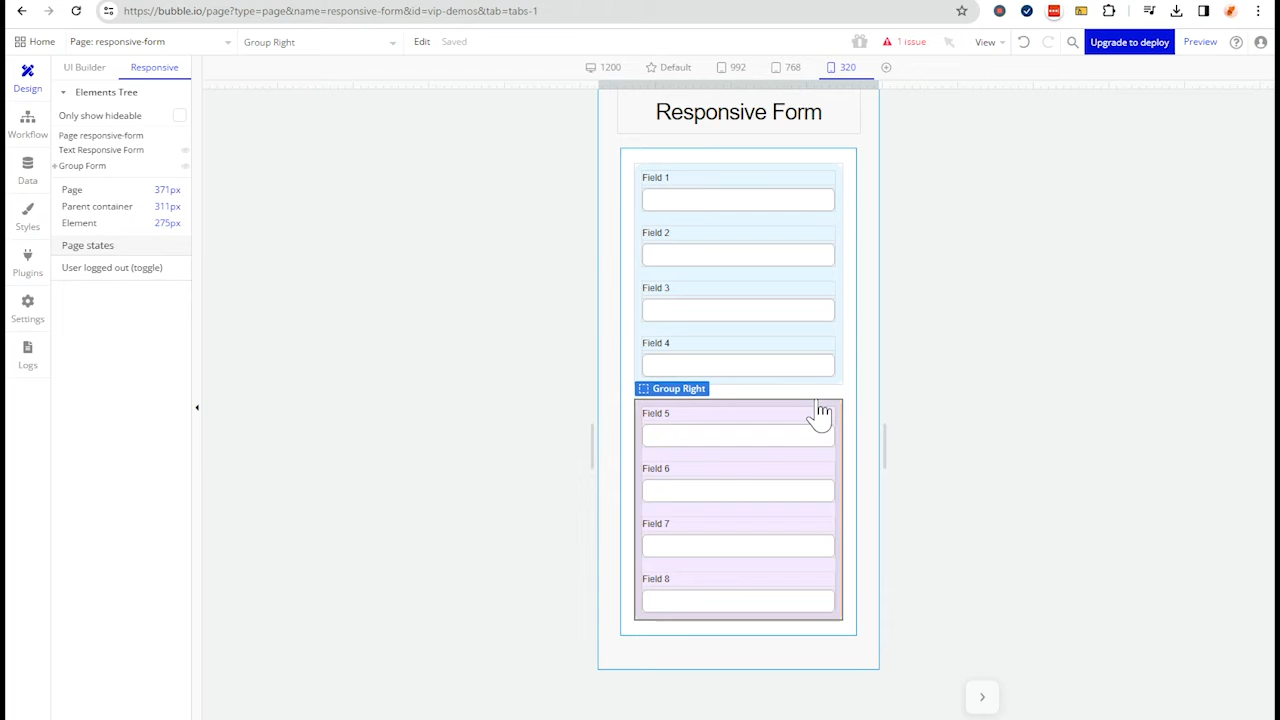 https://bubble.io/page?type=page&name=responsive-form&id=vip-demos&tab=tabs-1
Home
Page: responsive-form
Group Right
Edit
Saved
1 issue
View
Upgrade to deploy
Preview
Design
Workflow
Data
Styles
Plugins
Settings
Logs
UI Builder
Responsive
Elements Tree
Only show hideable
Page responsive-form
Text Responsive Form
Group Form
Page 371px
Parent container 311px
Element 275px
Page states
User logged out (toggle)
1200
Default
992
768
320
Responsive Form
Field 1
Field 2
Field 3
Field 4
Group Right
Field 5
Field 6
Field 7
Field 8